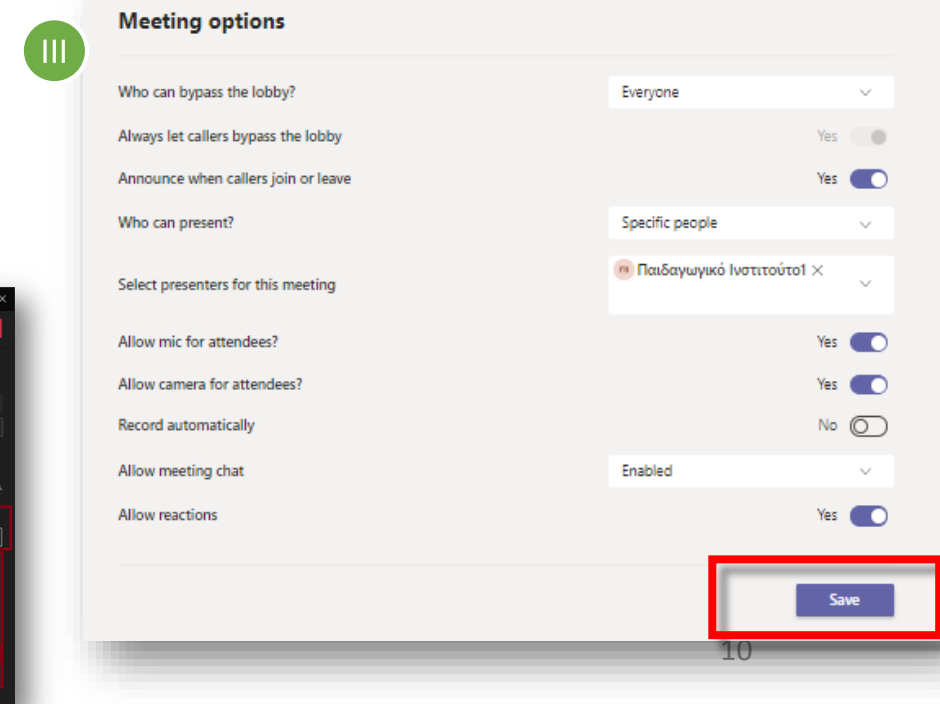 Meeting options
III
Who can bypass the lobby? Everyone
Always let callers bypass the lobby Yes
Announce when callers join or leave Yes
Who can present? Specific people
Select presenters for this meeting ΠΙ Παιδαγωγικό Ινστιτούτο1 ×
Allow mic for attendees? Yes
Allow camera for attendees? Yes
Record automatically No
Allow meeting chat Enabled
Allow reactions Yes
Save
10